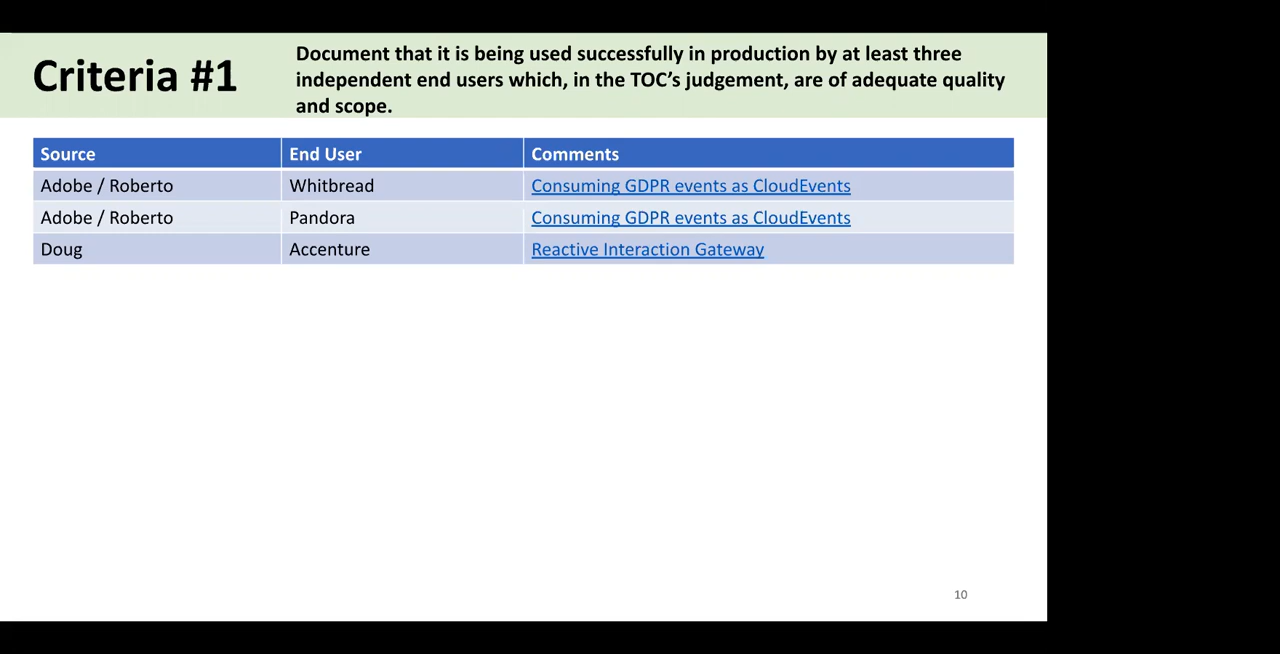 Criteria #1
Document that it is being used successfully in production by at least three
independent end users which, in the TOC’s judgement, are of adequate quality
and scope.
Source End User Comments
Adobe / Roberto Whitbread Consuming GDPR events as CloudEvents
Adobe / Roberto Pandora Consuming GDPR events as CloudEvents
Doug Accenture Reactive Interaction Gateway
10